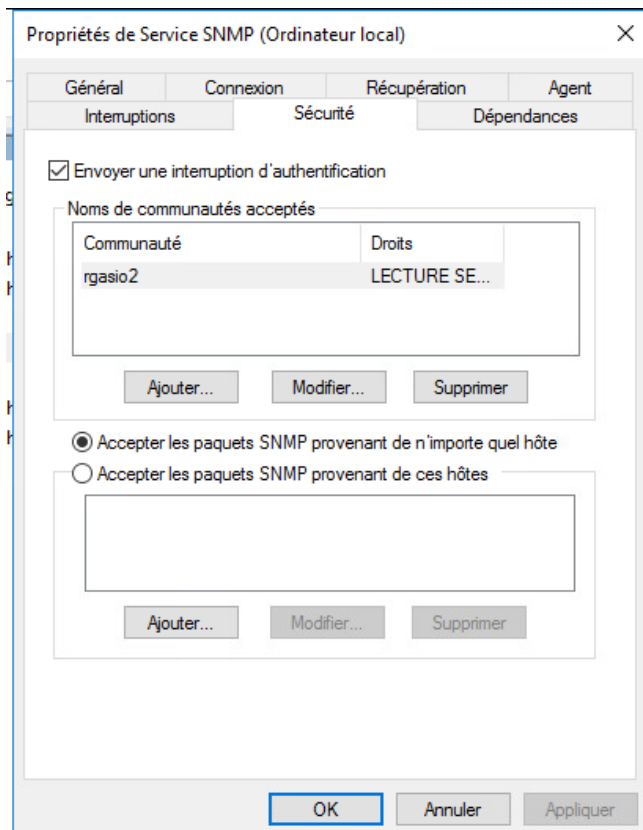 Propriétés de Service SNMP (Ordinateur local)
Général Connexion Récupération Agent
Interruptions Sécurité Dépendances
Envoyer une interruption d'authentification
Noms de communautés acceptés
Communauté Droits
rgasio2 LECTURE SE...
Ajouter... Modifier... Supprimer
Accepter les paquets SNMP provenant de n'importe quel hôte
Accepter les paquets SNMP provenant de ces hôtes
Ajouter... Modifier... Supprimer
OK Annuler Appliquer